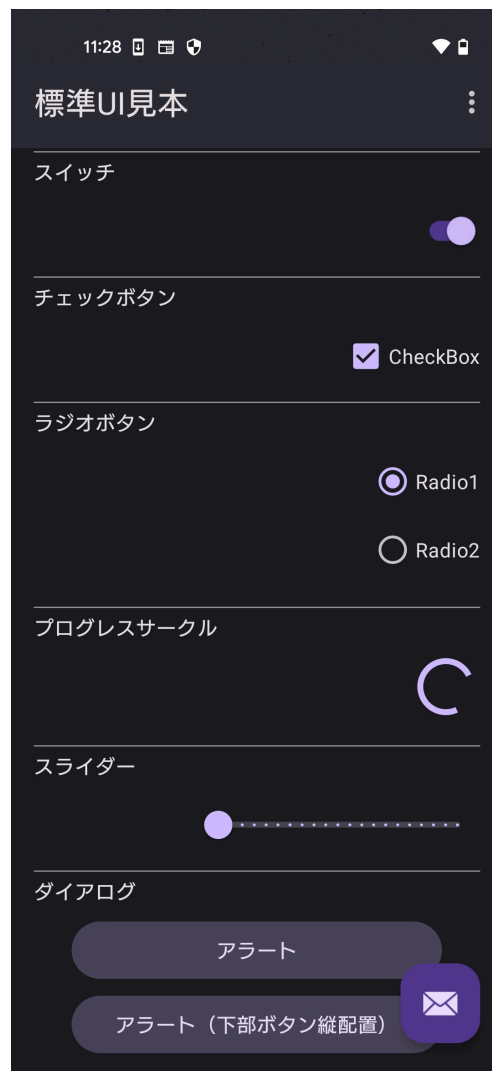 11:28
標準UI見本
スイッチ
チェックボタン
CheckBox
ラジオボタン
Radio1
Radio2
プログレスサークル
スライダー
ダイアログ
アラート
アラート（下部ボタン縦配置）